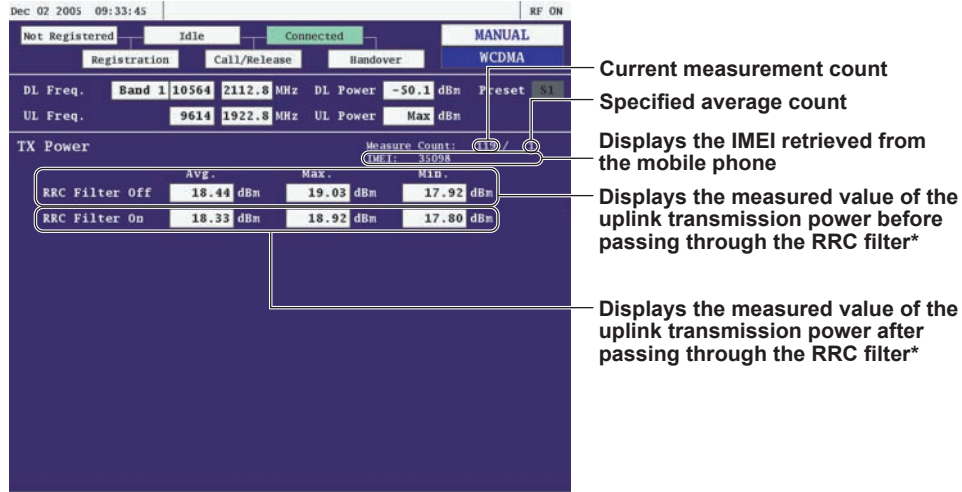 Dec 02 2005 09:33:45 RF ON
Not Registered Idle Connected MANUAL
Registration Call/Release Handover WCDMA
DL Freq. Band 1 10564 2112.8 MHz DL Power -50.1 dBm Preset S1
UL Freq. 9614 1922.8 MHz UL Power Max dBm
TX Power Measure Count: 119 / 1
IMEI: 35098
Avg. Max. Min.
RRC Filter Off 18.44 dBm 19.03 dBm 17.92 dBm
RRC Filter On 18.33 dBm 18.92 dBm 17.80 dBm
Current measurement count
Specified average count
Displays the IMEI retrieved from
the mobile phone
Displays the measured value of the
uplink transmission power before
passing through the RRC filter*
Displays the measured value of the
uplink transmission power after
passing through the RRC filter*